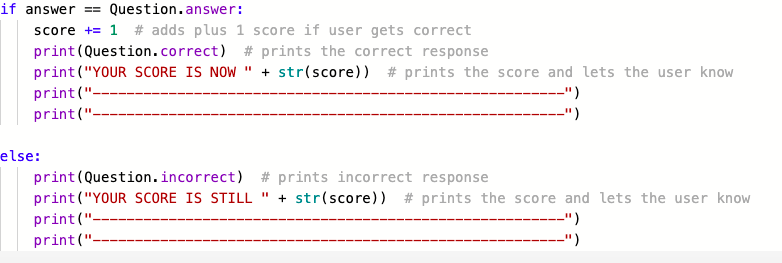 if answer == Question.answer:
    score += 1  # adds plus 1 score if user gets correct
    print(Question.correct)  # prints the correct response
    print("YOUR SCORE IS NOW " + str(score))  # prints the score and lets the user know
    print("--------------------------------------------------------")
    print("--------------------------------------------------------")

else:
    print(Question.incorrect)  # prints incorrect response
    print("YOUR SCORE IS STILL " + str(score))  # prints the score and lets the user know
    print("--------------------------------------------------------")
    print("--------------------------------------------------------")